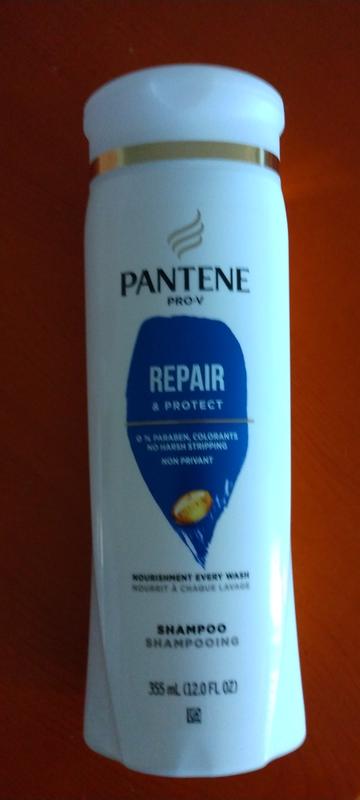 PANTENE
PRO-V
REPAIR
& PROTECT
0 % PARABEN, COLORANTS
NO HARSH STRIPPING
NON PRIVANT
NOURISHMENT EVERY WASH
NOURRIT À CHAQUE LAVAGE
SHAMPOO
SHAMPOOING
355 mL (12.0 FL OZ)